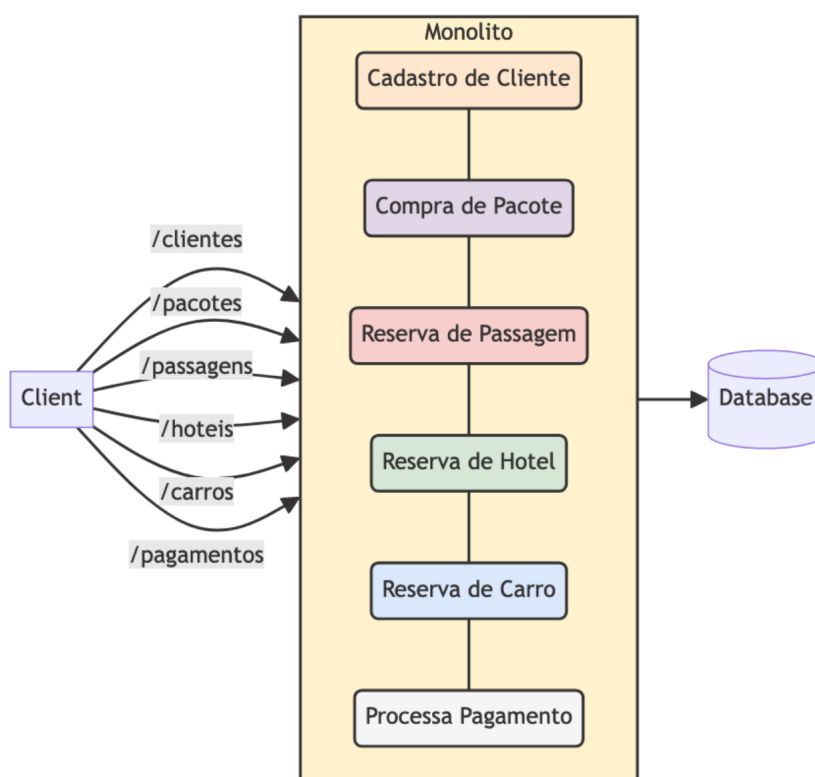 Monolito
Cadastro de Cliente
Compra de Pacote
/clientes
/pacotes
Reserva de Passagem
/passagens
Client
Database
/hoteis
Reserva de Hotel
/carros
/pagamentos
Reserva de Carro
Processa Pagamento